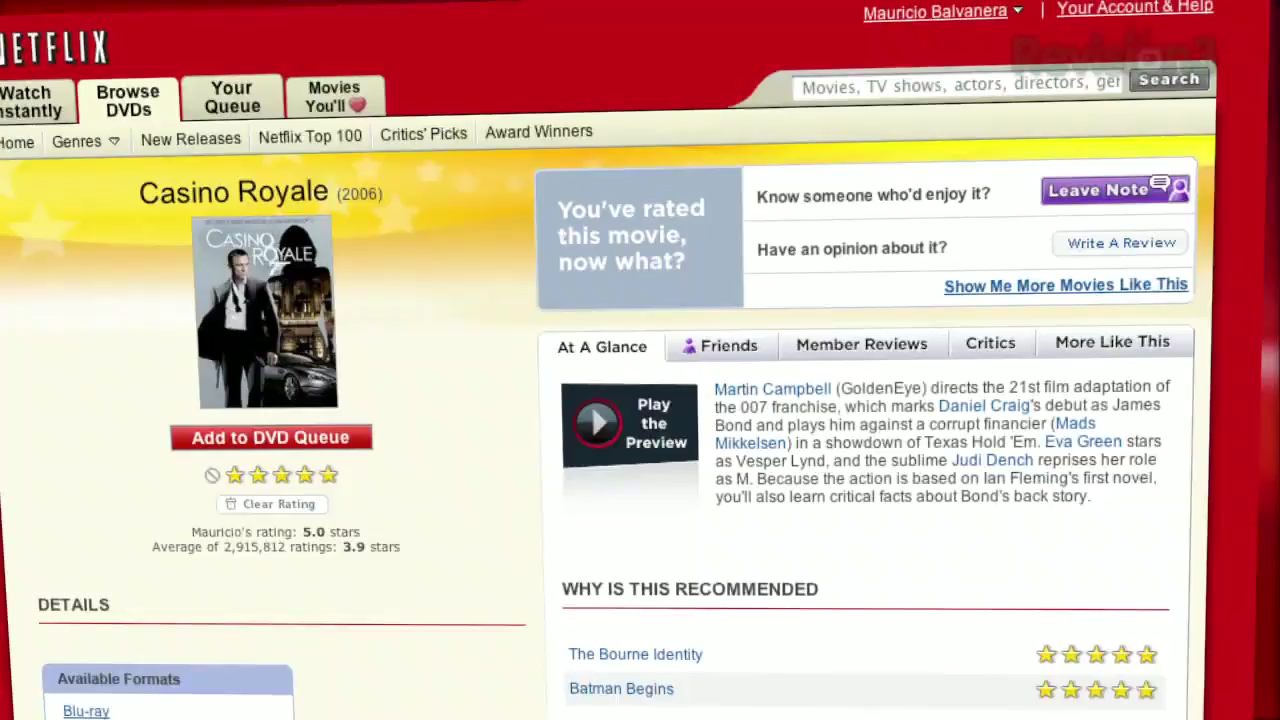 Mauricio Balvanera | Your Account & Help
NETFLIX
Revision3
Watch Instantly
Browse DVDs
Your Queue
Movies You'll
Movies, TV shows, actors, directors, ger
Search
Home
Genres
New Releases
Netflix Top 100
Critics' Picks
Award Winners
Casino Royale (2006)
CASINO
ROYALE
Add to DVD Queue
Clear Rating
Mauricio's rating: 5.0 stars
Average of 2,915,812 ratings: 3.9 stars
DETAILS
Available Formats
Blu-ray
You've rated
this movie,
now what?
Know someone who'd enjoy it?
Leave Note
Have an opinion about it?
Write A Review
Show Me More Movies Like This
At A Glance
Friends
Member Reviews
Critics
More Like This
Play
the
Preview
Martin Campbell (GoldenEye) directs the 21st film adaptation of
the 007 franchise, which marks Daniel Craig's debut as James
Bond and plays him against a corrupt financier (Mads
Mikkelsen) in a showdown of Texas Hold 'Em. Eva Green stars
as Vesper Lynd, and the sublime Judi Dench reprises her role
as M. Because the action is based on Ian Fleming's first novel,
you'll also learn critical facts about Bond's back story.
WHY IS THIS RECOMMENDED
The Bourne Identity
Batman Begins